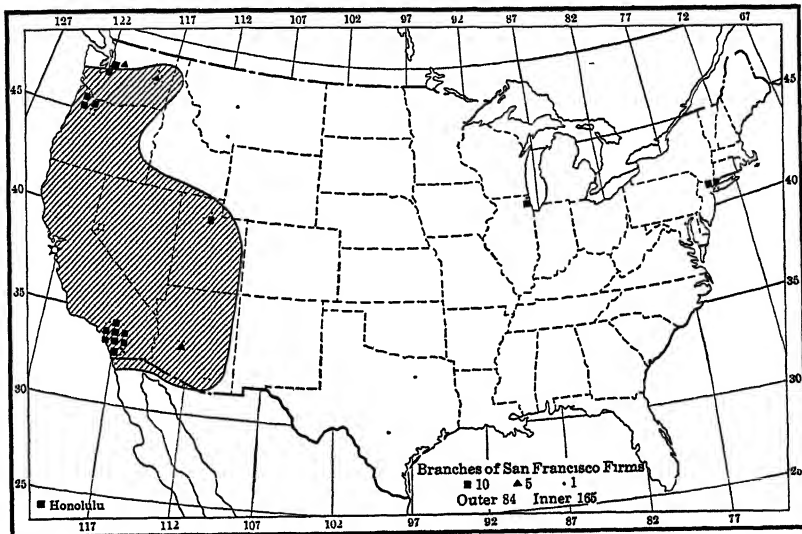 127 122 117 112 107 102 97 92 87 82 77 72 67
45 45
40 40
35 35
30 30
25 25
20
Branches of San Francisco Firms
■ 10 ▲ 5 • 1
Outer 84 Inner 165
■ Honolulu
117 112 107 102 97 92 87 82 77